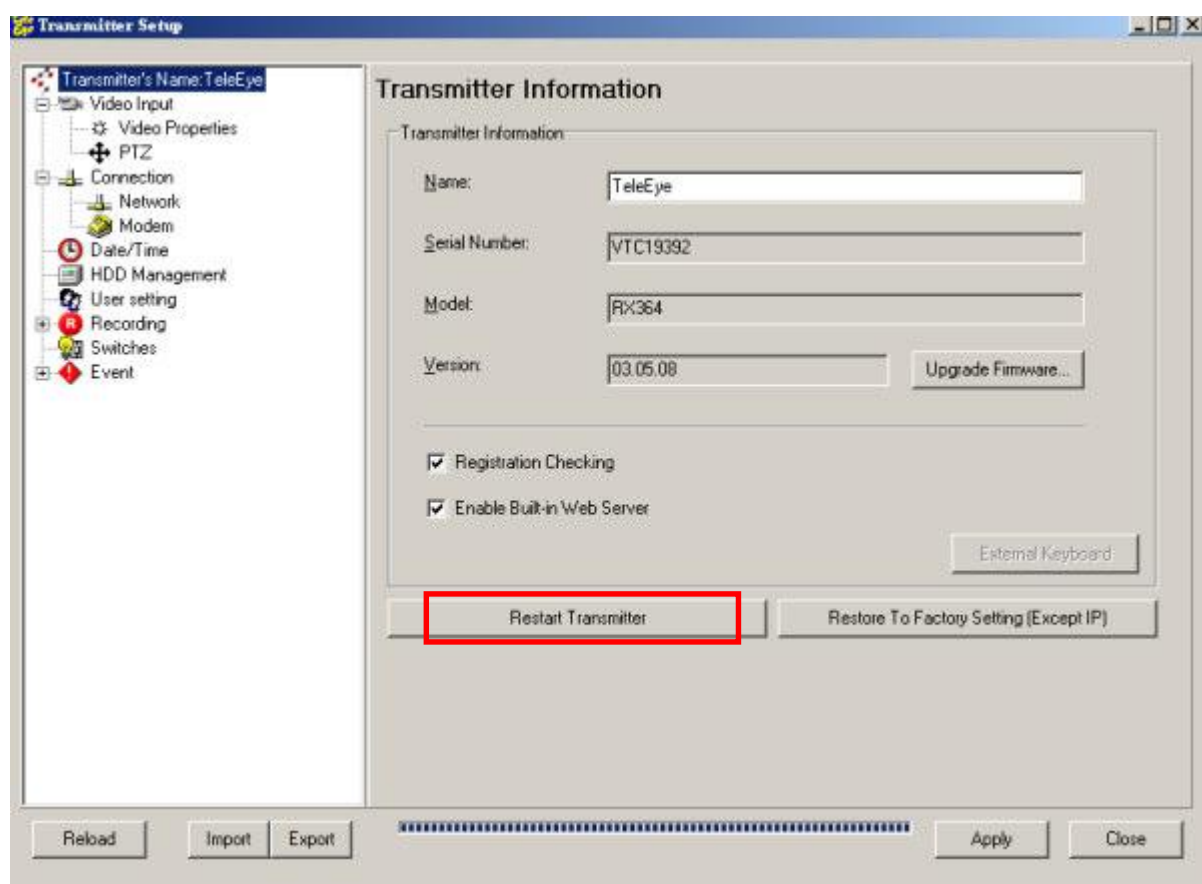 Transmitter Setup
Transmitter's Name:TeleEye
Video Input
Video Properties
PTZ
Connection
Network
Modem
Date/Time
HDD Management
User setting
R
Recording
Switches
Event
Transmitter Information
Transmitter Information
Name:
TeleEye
Serial Number:
VTC19392
Model:
RX364
Version:
03.05.08
Upgrade Firmware...
Registration Checking
Enable Built-in Web Server
External Keyboard
Restart Transmitter
Restore To Factory Setting (Except IP)
Reload
Import
Export
Apply
Close